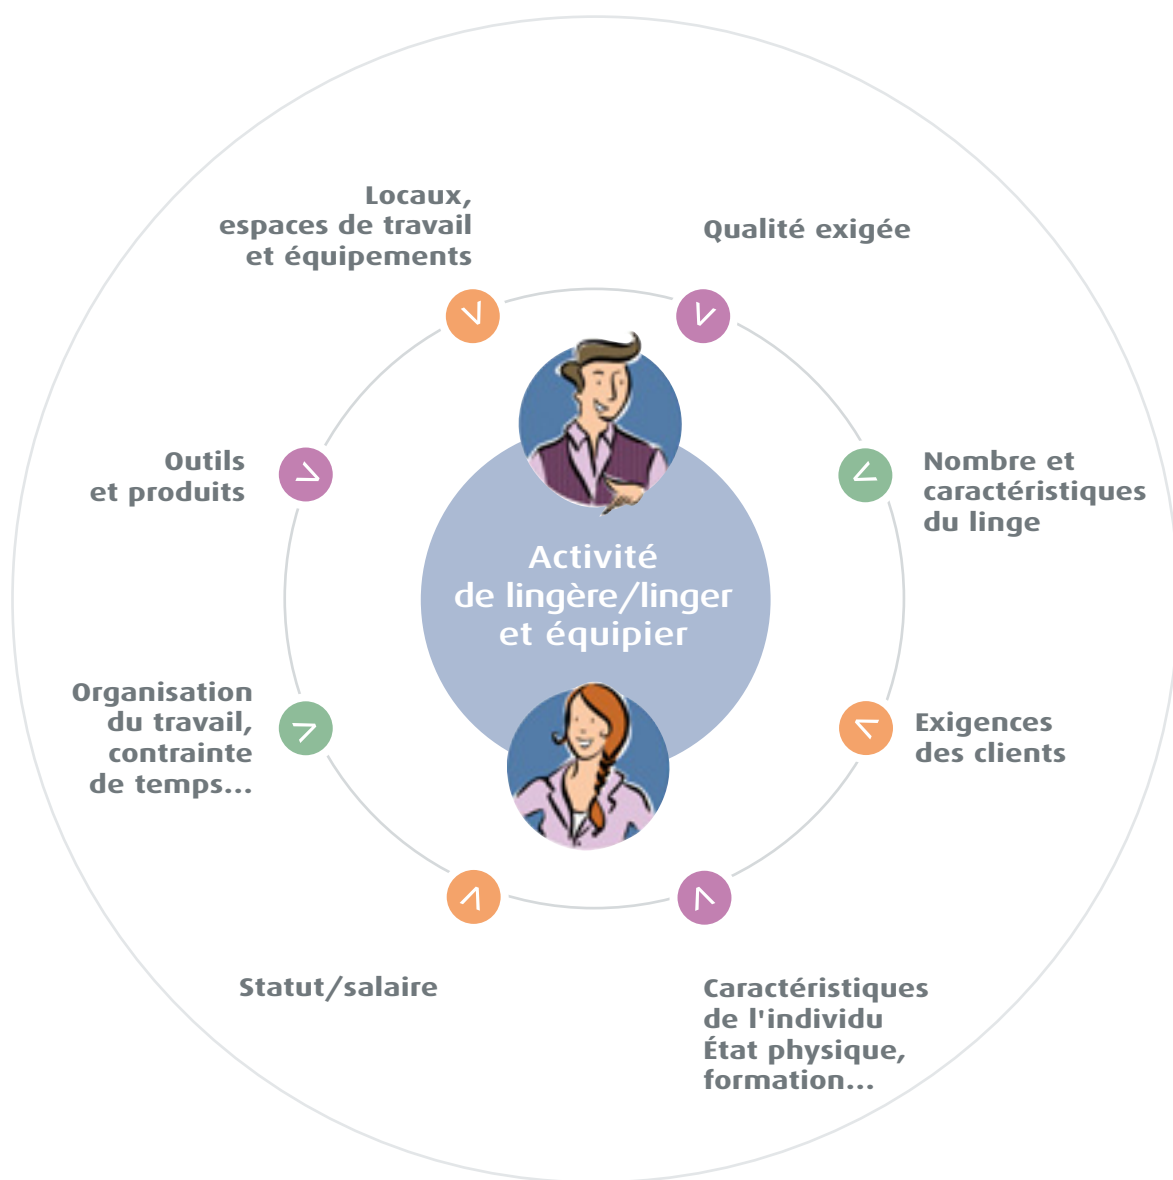 Locaux,
espaces de travail
et équipements
Qualité exigée
Outils
et produits
Nombre et
caractéristiques
du linge
Activité
de lingère/linger
et équipier
Organisation
du travail,
contrainte
de temps...
Exigences
des clients
Statut/salaire
Caractéristiques
de l'individu
État physique,
formation...